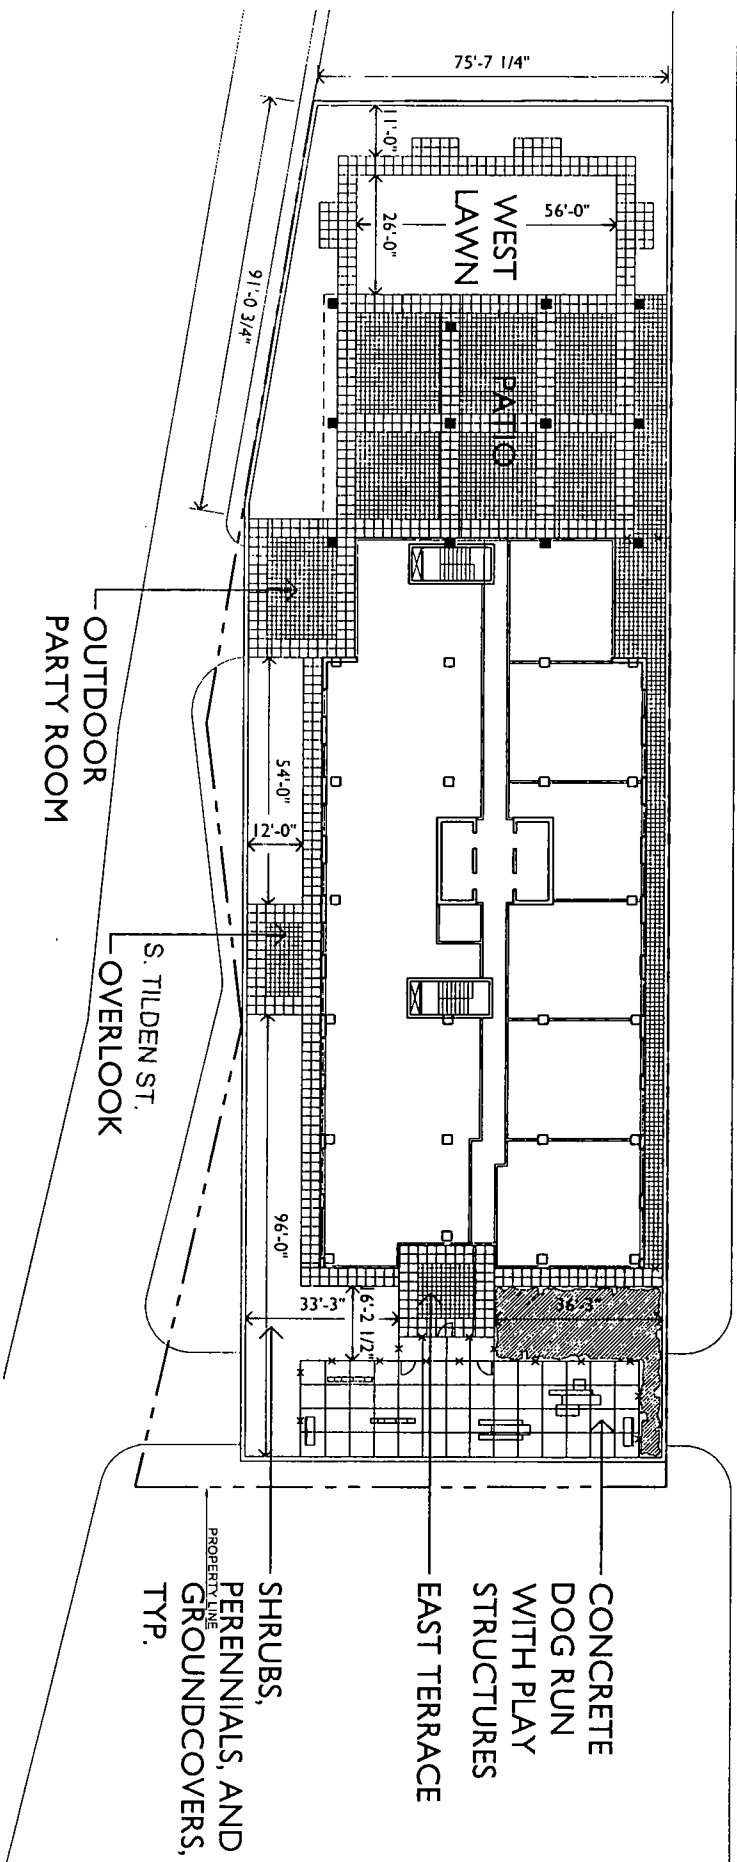 75'-7 1/4"
11'-0"
56'-0"
26'-0"
WEST
LAWN
91'-0 3/4"
PATIO
OUTDOOR
PARTY ROOM
54'-0"
12'-0"
S. TILDEN ST.
OVERLOOK
96'-0"
33'-3"
16'-2 1/2"
36'-3"
CONCRETE
DOG RUN
WITH PLAY
STRUCTURES
EAST TERRACE
SHRUBS,
PERENNIALS, AND
GROUNDCOVERS,
TYP.
PROPERTY LINE